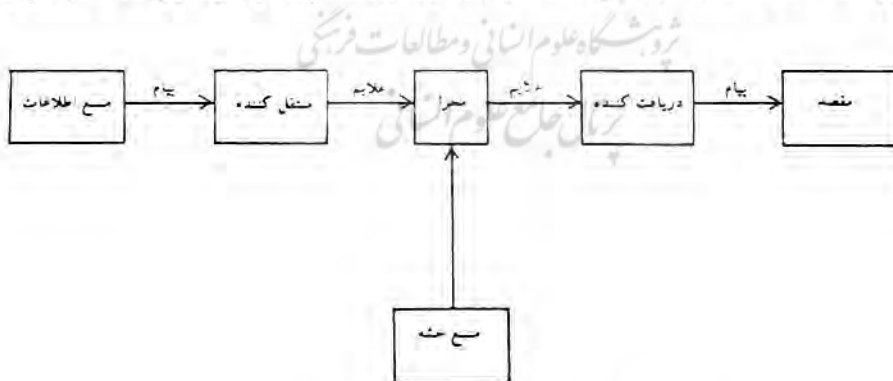 پژوهشگاه علوم انسانی و مطالعات فرهنگی
منبع اطلاعات
پیام
منتقل کننده
علایم
مجرا
علایم
دریافت کننده
پیام
مقصد
پرتال جامع علوم انسانی
منبع